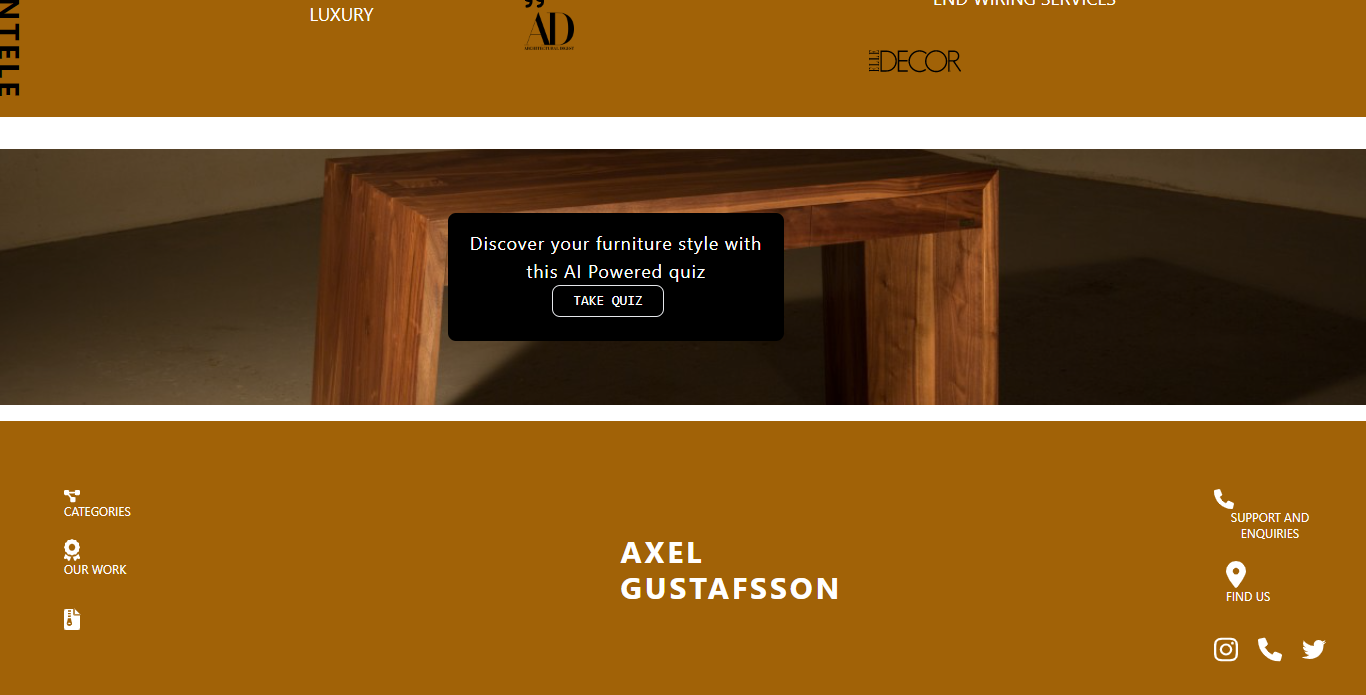 NTELE
LUXURY
”
AD
ARCHITECTURAL DIGEST
END WIRING SERVICES
ELLE DECOR
Discover your furniture style with
this AI Powered quiz
TAKE QUIZ
CATEGORIES
OUR WORK
AXEL
GUSTAFSSON
SUPPORT AND
ENQUIRIES
FIND US